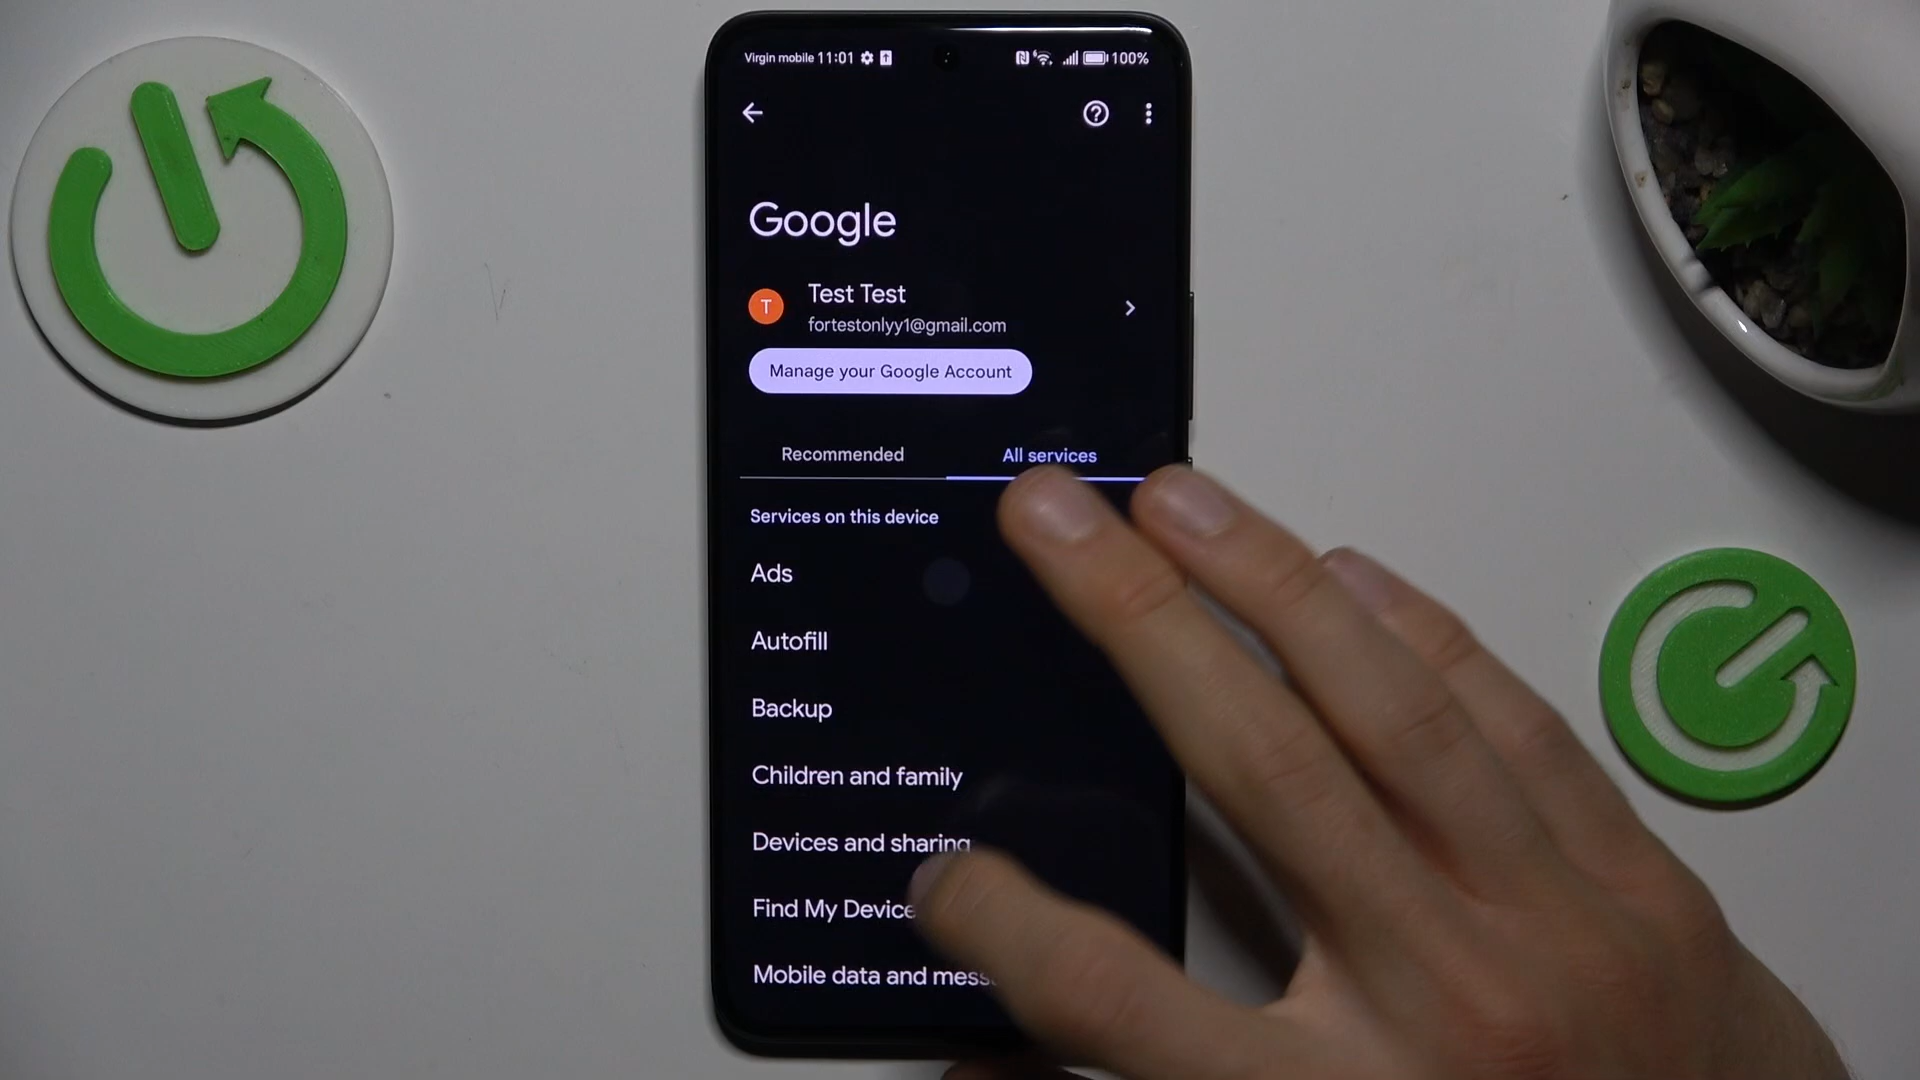 Virgin mobile 11:01 100%
Google
T
Test Test
fortestonlyy1@gmail.com
Manage your Google Account
Recommended All services
Services on this device
Ads
Autofill
Backup
Children and family
Devices and sharing
Find My Device
Mobile data and